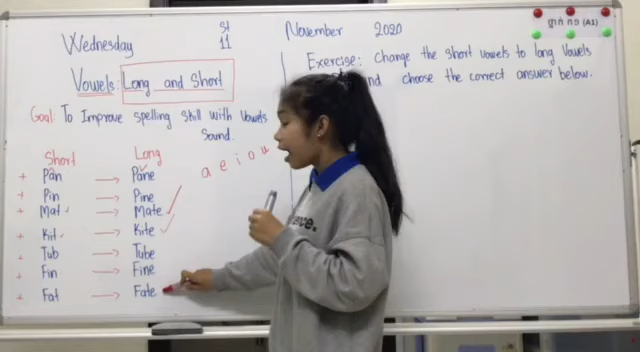 Wednesday 11 st November 2020
Vowels: Long and Short
Goal: To Improve spelling skill with Vowels
Sound.
Short Long
+ Pan → Pane
+ Pin → Pine
+ Mat → Mate
+ Kit → Kite
+ Tub → Tube
+ Fin → Fine
+ Fat → Fate
a e i o u
Exercise: Change the short vowels to long vowels
and choose the correct answer below.
(A1)